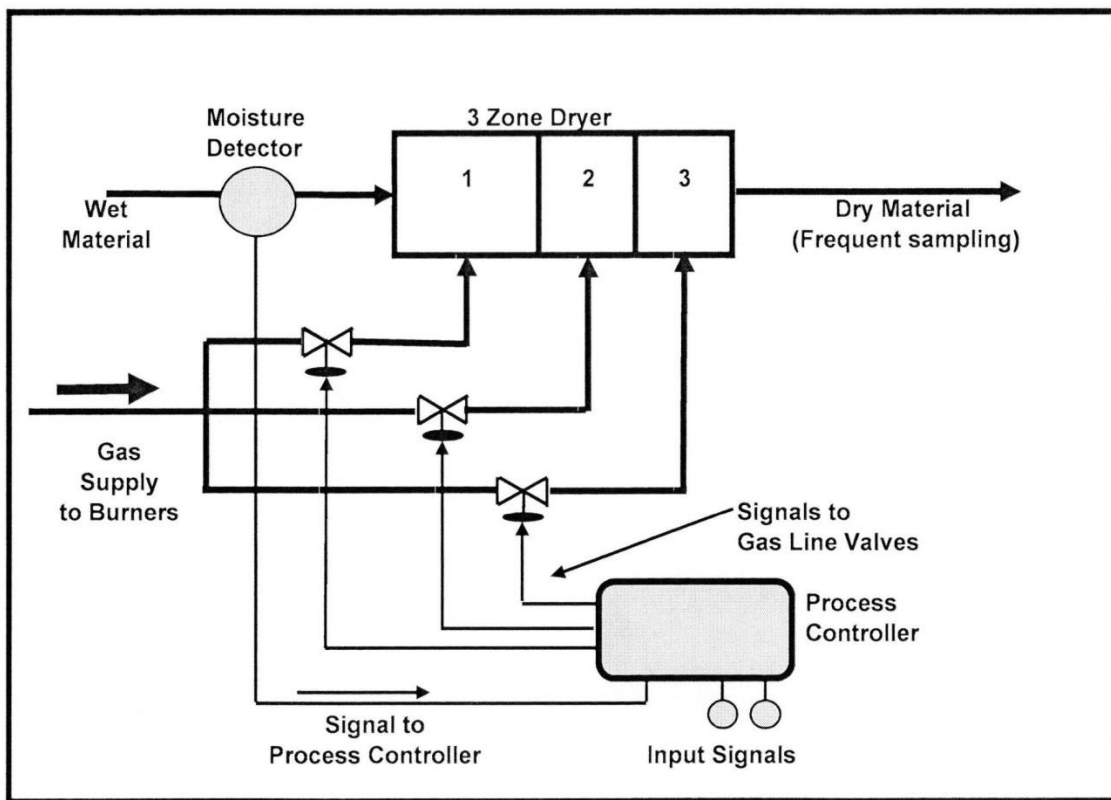 Moisture
Detector
3 Zone Dryer
1
2
3
Wet
Material
Dry Material
(Frequent sampling)
Gas
Supply
to Burners
Signals to
Gas Line Valves
Process
Controller
Signal to
Process Controller
Input Signals